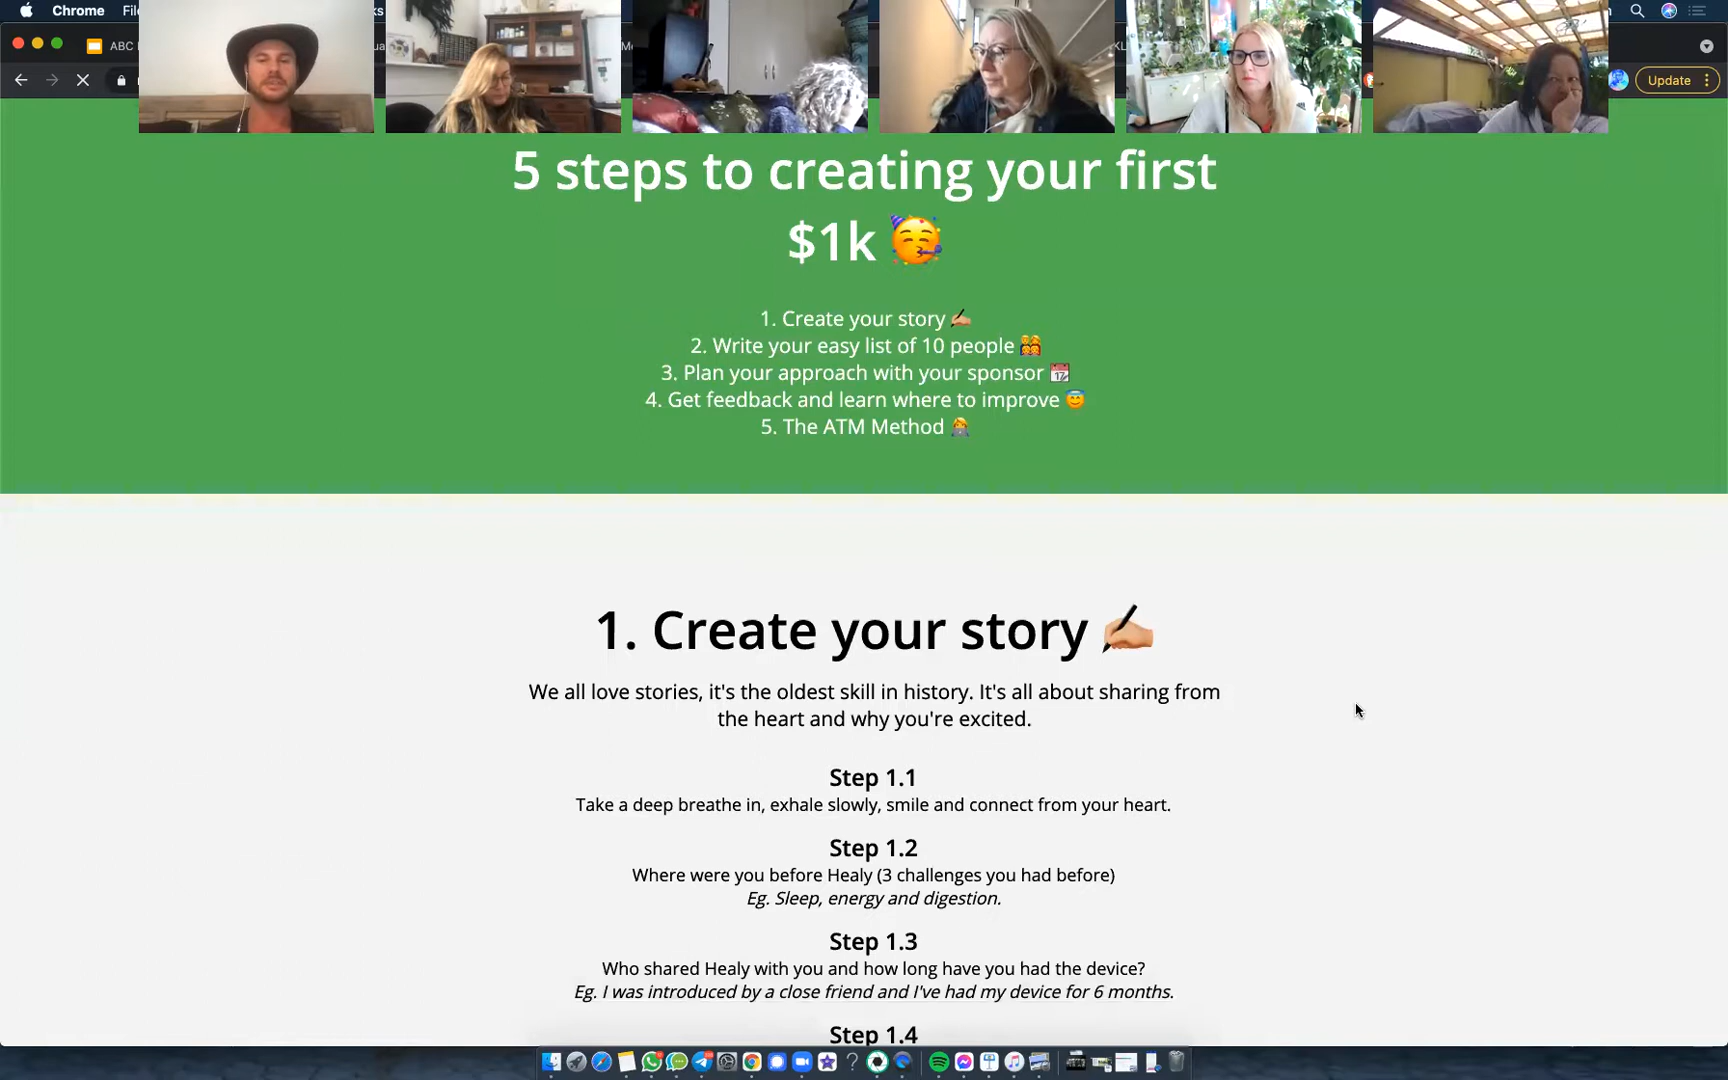 Chrome
ABC
Update
5 steps to creating your first
$1k 🥳
1. Create your story ✍🏼
2. Write your easy list of 10 people 👨‍👩‍👧‍👦
3. Plan your approach with your sponsor 📆
4. Get feedback and learn where to improve 😇
5. The ATM Method
1. Create your story ✍🏼
We all love stories, it's the oldest skill in history. It's all about sharing from
the heart and why you're excited.
Step 1.1
Take a deep breathe in, exhale slowly, smile and connect from your heart.
Step 1.2
Where were you before Healy (3 challenges you had before)
Eg. Sleep, energy and digestion.
Step 1.3
Who shared Healy with you and how long have you had the device?
Eg. I was introduced by a close friend and I've had my device for 6 months.
Step 1.4